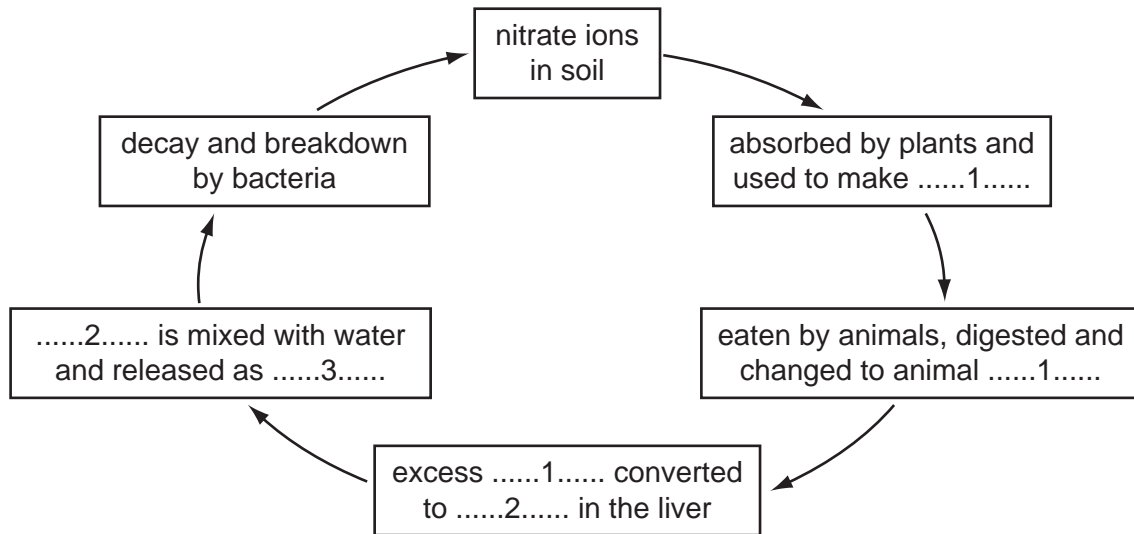 nitrate ions
in soil
absorbed by plants and
used to make ......1......
eaten by animals, digested and
changed to animal ......1......
excess ......1...... converted
to ......2...... in the liver
......2...... is mixed with water
and released as ......3......
decay and breakdown
by bacteria